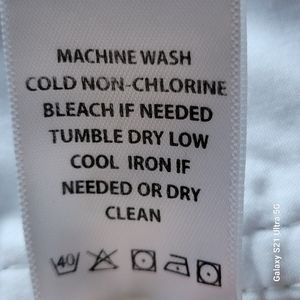 MACHINE WASH
COLD NON-CHLORINE
BLEACH IF NEEDED
TUMBLE DRY LOW
COOL IRON IF
NEEDED OR DRY
CLEAN
40
Galaxy S21 Ultra 5G